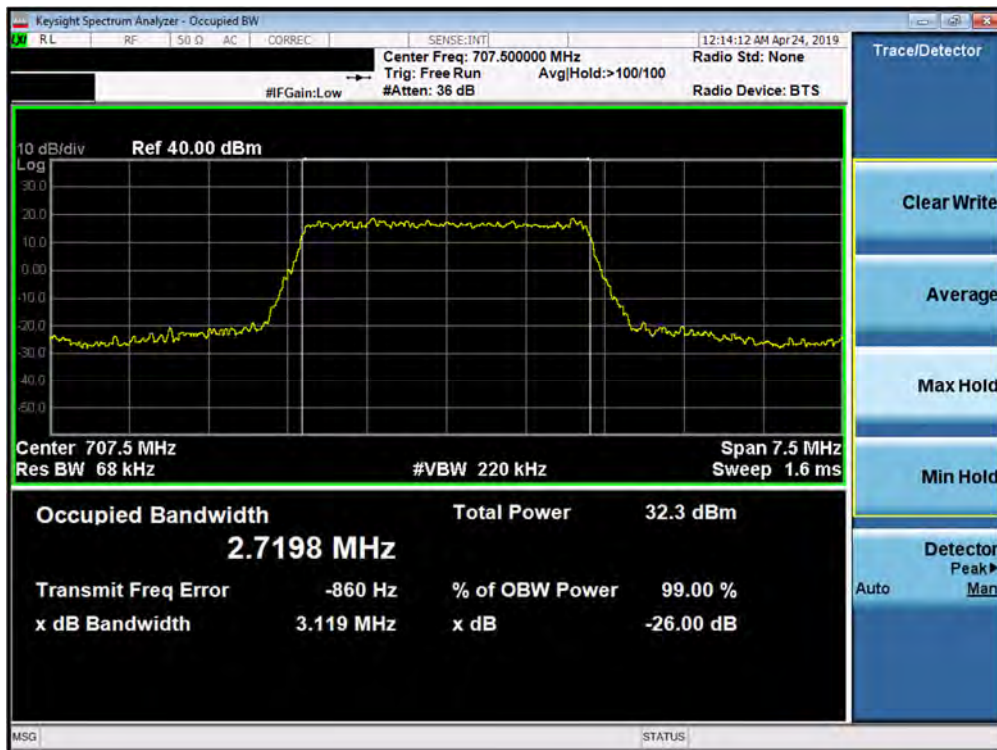 Keysight Spectrum Analyzer - Occupied BW
LXI RL RF 50 Ω AC CORREC SENSE:INT 12:14:12 AM Apr 24, 2019
Center Freq: 707.500000 MHz Radio Std: None
Trig: Free Run Avg|Hold:>100/100
#IFGain:Low #Atten: 36 dB Radio Device: BTS
10 dB/div Ref 40.00 dBm
Log
30.0
20.0
10.0
0.00
-10.0
-20.0
-30.0
-40.0
-50.0
Center 707.5 MHz Span 7.5 MHz
Res BW 68 kHz #VBW 220 kHz Sweep 1.6 ms
Occupied Bandwidth Total Power 32.3 dBm
2.7198 MHz
Transmit Freq Error -860 Hz % of OBW Power 99.00 %
x dB Bandwidth 3.119 MHz x dB -26.00 dB
MSG STATUS
Trace/Detector
Clear Write
Average
Max Hold
Min Hold
Detector
Peak▶
Auto Man